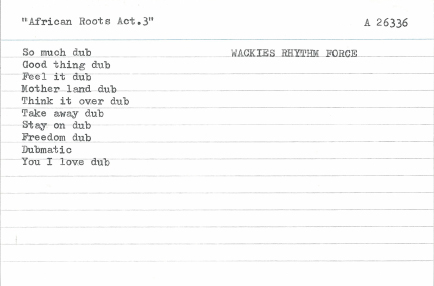 "African Roots Act.3" A 26336
So much dub WACKIES RHYTHM FORCE
Good thing dub
Feel it dub
Mother land dub
Think it over dub
Take away dub
Stay on dub
Freedom dub
Dubmatic
You I love dub